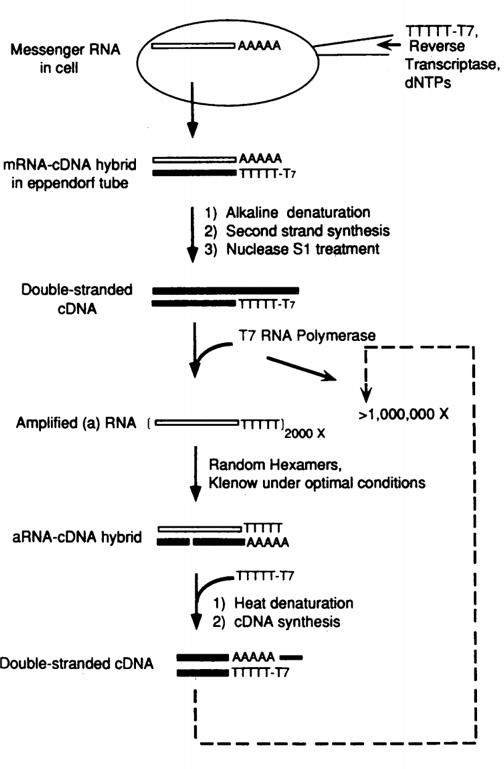 Messenger RNA
in cell
AAAAA
TTTTT-T7,
Reverse
Transcriptase,
dNTPs
mRNA-cDNA hybrid
in eppendorf tube
AAAAA
TTTTT-T7
1) Alkaline denaturation
2) Second strand synthesis
3) Nuclease S1 treatment
Double-stranded
cDNA
TTTTT-T7
T7 RNA Polymerase
>1,000,000 X
Amplified (a) RNA
( TTTTT)2000 X
Random Hexamers,
Klenow under optimal conditions
aRNA-cDNA hybrid
TTTTT
AAAAA
TTTTT-T7
1) Heat denaturation
2) cDNA synthesis
Double-stranded cDNA
AAAAA
TTTTT-T7